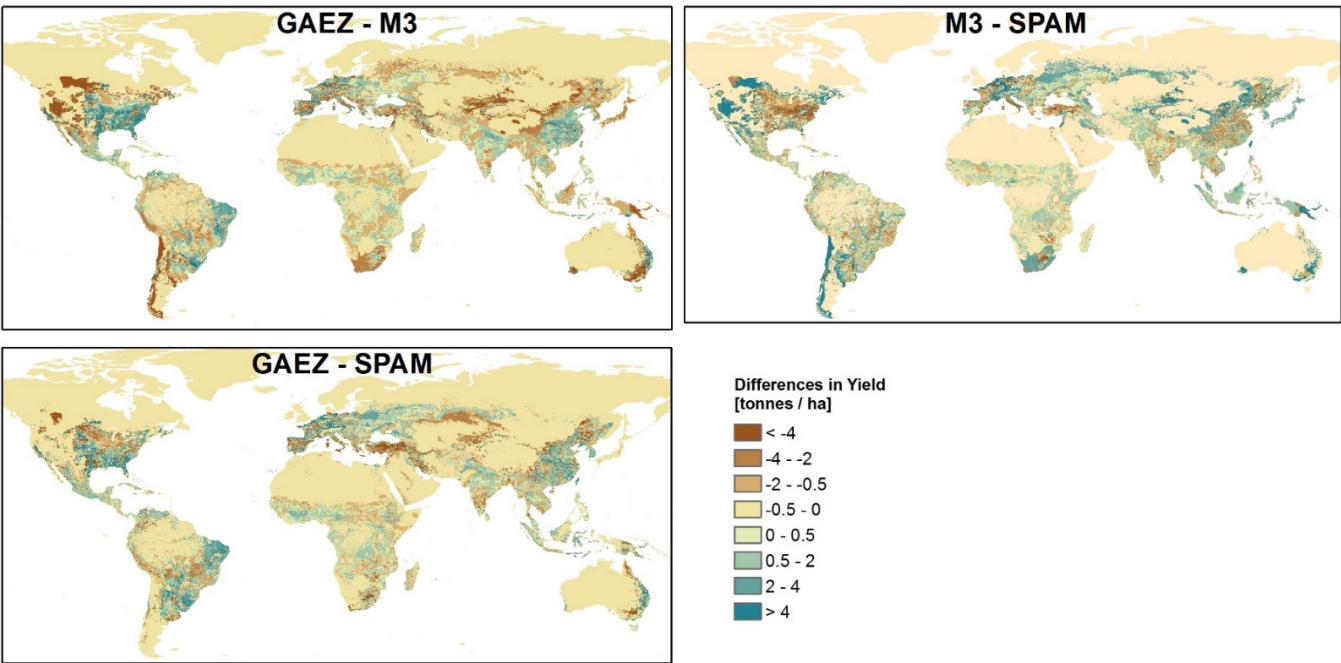 GAEZ - M3
M3 - SPAM
GAEZ - SPAM
Differences in Yield
[tonnes / ha]
< -4
-4 - -2
-2 - -0.5
-0.5 - 0
0 - 0.5
0.5 - 2
2 - 4
> 4